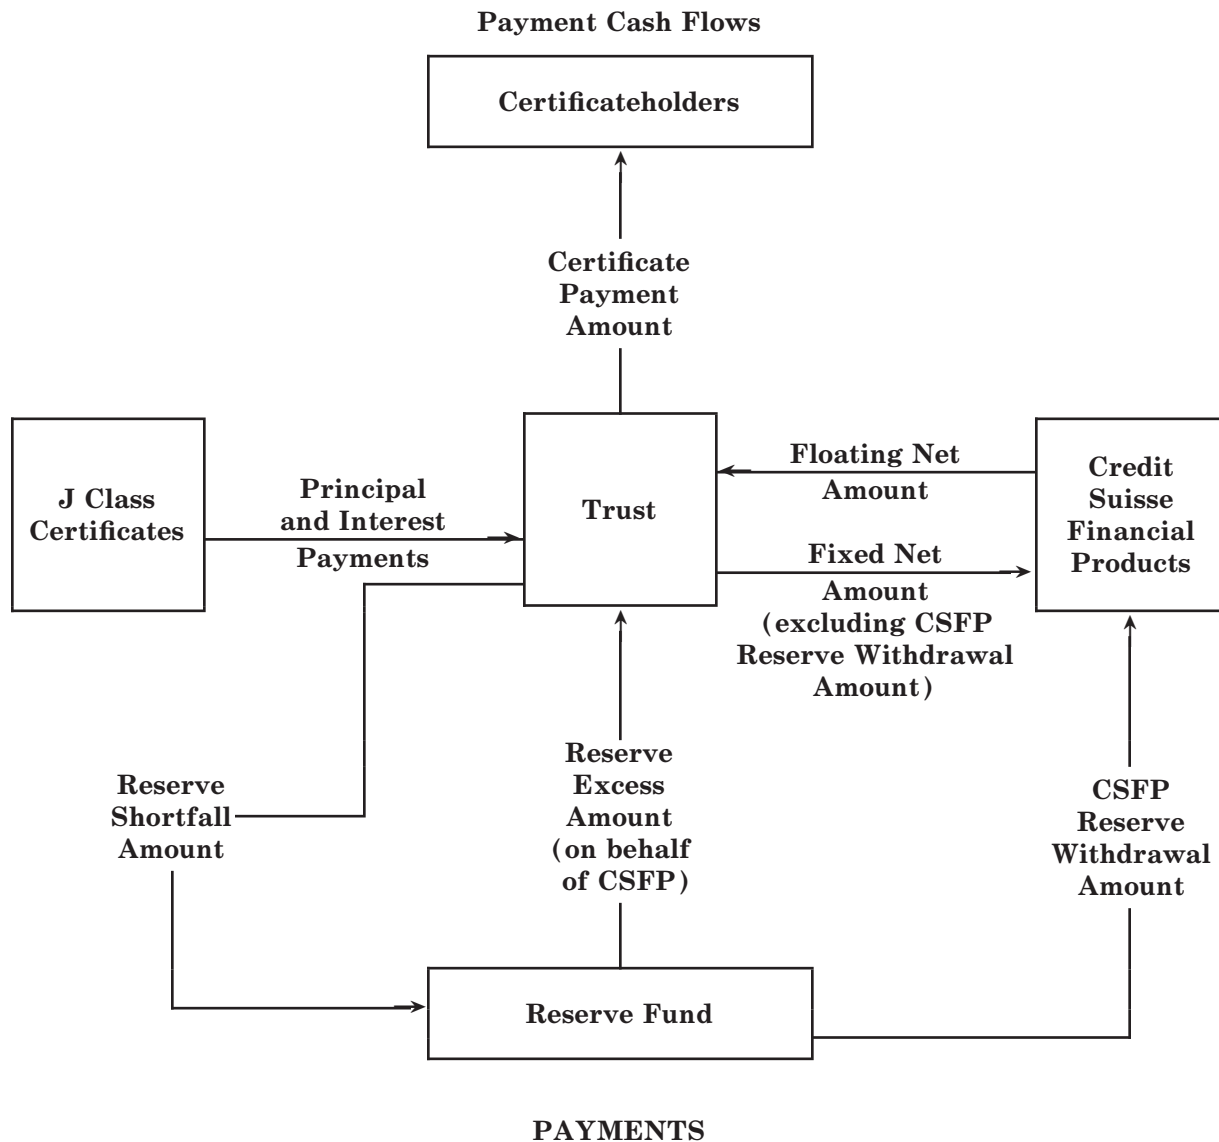 Payment Cash Flows
Certificateholders
Certificate
Payment
Amount
J Class
Certificates
Principal
and Interest
Payments
Trust
Floating Net
Amount
Fixed Net
Amount
(excluding CSFP
Reserve Withdrawal
Amount)
Credit
Suisse
Financial
Products
Reserve
Shortfall
Amount
Reserve
Excess
Amount
(on behalf
of CSFP)
CSFP
Reserve
Withdrawal
Amount
Reserve Fund
PAYMENTS